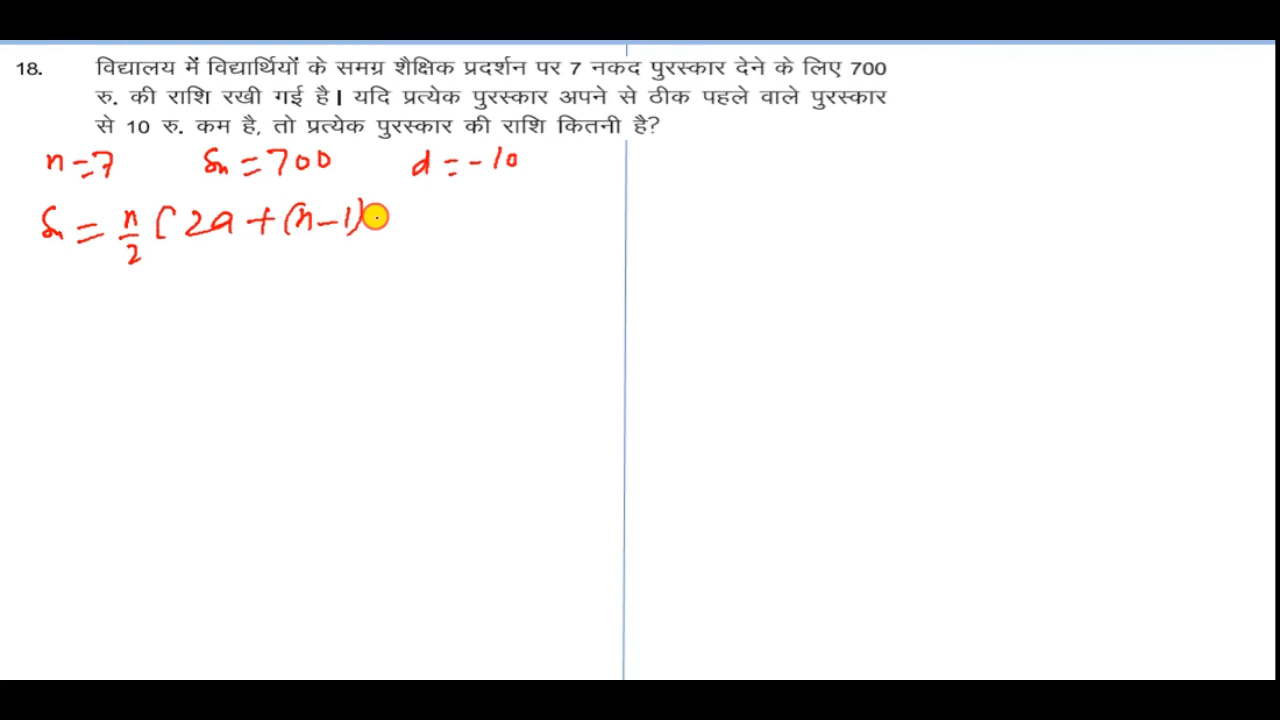 18. विद्यालय में विद्यार्थियों के समग्र शैक्षिक प्रदर्शन पर 7 नकद पुरस्कार देने के लिए 700
रु. की राशि रखी गई है। यदि प्रत्येक पुरस्कार अपने से ठीक पहले वाले पुरस्कार
से 10 रु. कम है, तो प्रत्येक पुरस्कार की राशि कितनी है?
n=7 Sn=700 d=-10
Sn = n/2 [2a+(n-1)